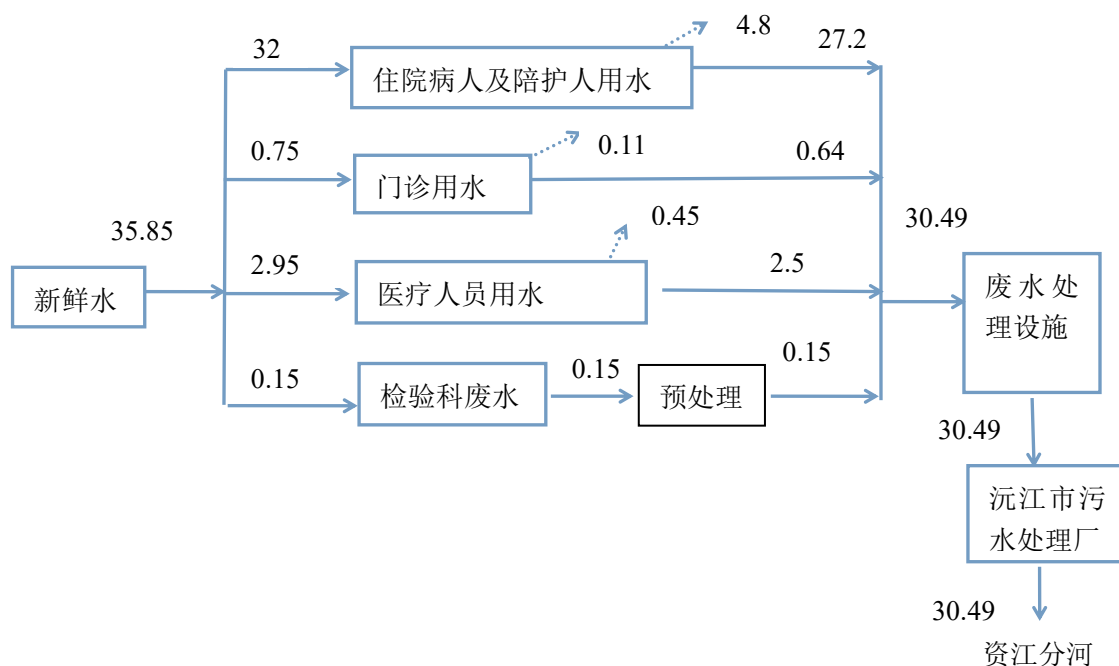 4.8
32
27.2
住院病人及陪护人用水
0.75
0.11
0.64
门诊用水
35.85
2.95
0.45
2.5
30.49
新鲜水
医疗人员用水
废水处
理设施
0.15
0.15
0.15
检验科废水
预处理
30.49
沅江市污
水处理厂
30.49
资江分河